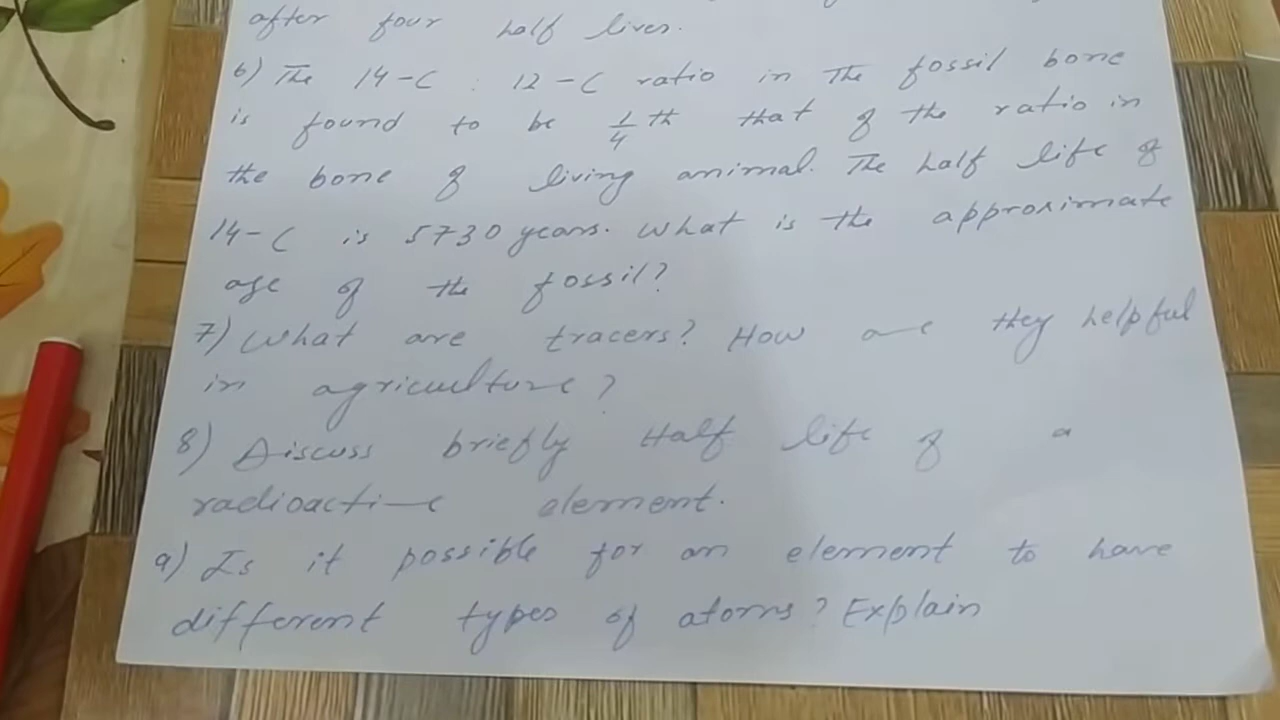 after four half lives.
6) The 14-C : 12-C ratio in The fossil bone
is found to be 1/4 th that of the ratio in
the bone of living animal. The half life of
14-C is 5730 years. What is the approximate
age of the fossil?
7) What are tracers? How are they helpful
in agriculture?
8) Discuss briefly Half life of a
radioactive element.
9) Is it possible for an element to have
different types of atoms? Explain